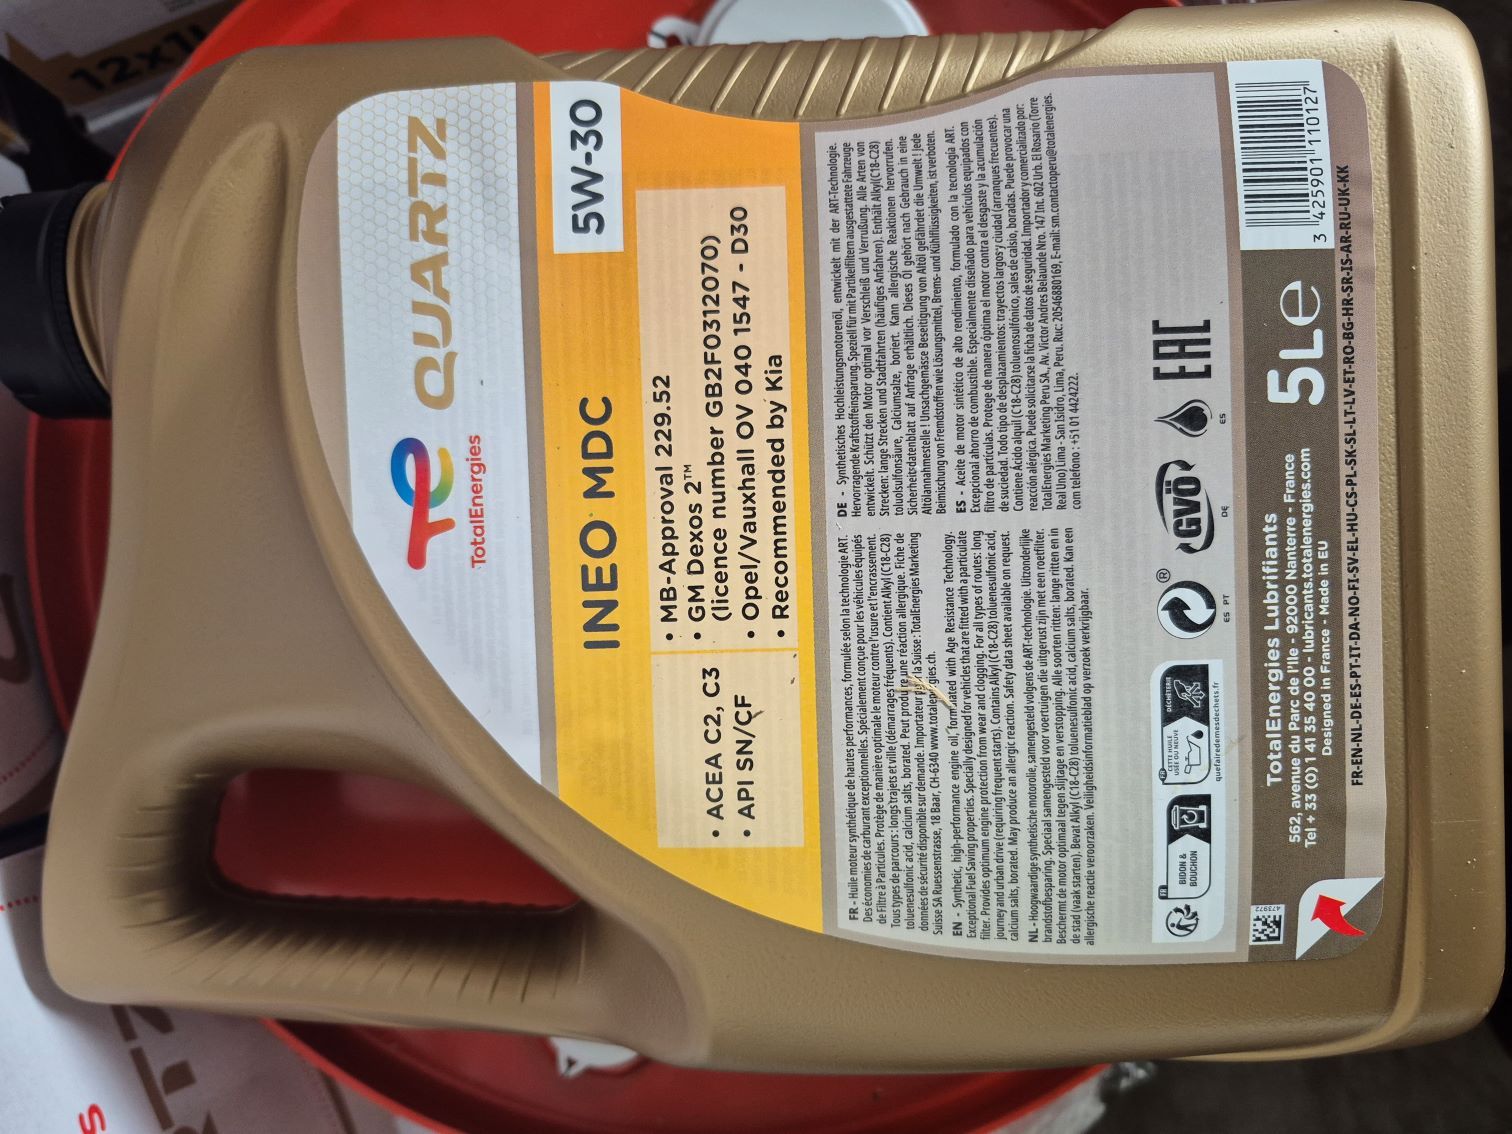 S
RTZ
12x1
TotalEnergies
QUARTZ
INEO MDC
5W-30
• ACEA C2, C3
• API SN/CF
• MB-Approval 229.52
• GM Dexos 2™
(licence number GB2F0312070)
• Opel/Vauxhall OV 040 1547 - D30
• Recommended by Kia
FR - Huile moteur synthétique de hautes performances, formulée selon la technologie ART.
Des économies de carburant exceptionnelles. Spécialement conçue pour les véhicules équipés
de Filtre à Particules. Protège de manière optimale le moteur contre l'usure et l'encrassement.
Tous types de parcours : longs trajets et ville (démarrages fréquents). Contient Alkyl (C18-C28)
toluenesulfonic acid, calcium salts, borated. Peut produire une réaction allergique. Fiche de
données de sécurité disponible sur demande. Importateur pour la Suisse : TotalEnergies Marketing
Suisse SA Ruessenstrasse, 18 Baar, CH-6340 www.totalenergies.ch.
EN - Synthetic, high-performance engine oil, formulated with Age Resistance Technology.
Exceptional Fuel Saving properties. Specially designed for vehicles that are fitted with a particulate
filter. Provides optimum engine protection from wear and clogging. For all types of routes: long
journey and urban drive (requiring frequent starts). Contains Alkyl (C18-C28) toluenesulfonic acid,
calcium salts, borated. May produce an allergic reaction. Safety data sheet available on request.
NL - Hoogwaardige synthetische motorolie, samengesteld volgens de ART-technologie. Uitzonderlijke
brandstofbesparing. Speciaal samengesteld voor voertuigen die uitgerust zijn met een roetfilter.
Beschermt de motor optimaal tegen slijtage en verstopping. Alle soorten ritten: lange ritten en in
de stad (vaak starten). Bevat Alkyl (C18-C28) toluenesulfonic acid, calcium salts, borated. Kan een
allergische reactie veroorzaken. Veiligheidsinformatieblad op verzoek verkrijgbaar.
DE - Synthetisches Hochleistungsmotorenöl, entwickelt mit der ART-Technologie.
Hervorragende Kraftstoffeinsparung. Speziell für mit Partikelfiltern ausgestattete Fahrzeuge
entwickelt. Schützt den Motor optimal vor Verschleiß und Verrußung. Alle Arten von
Strecken: lange Strecken und Stadtfahrten (häufiges Anfahren). Enthält Alkyl(C18-C28)
toluolsulfonsäure, Calciumsalze, boriert. Kann allergische Reaktionen hervorrufen.
Sicherheitsdatenblatt auf Anfrage erhältlich. Dieses Öl gehört nach Gebrauch in eine
Altölannahmestelle ! Unsachgemässe Beseitigung von Altöl gefährdet die Umwelt ! Jede
Beimischung von Fremdstoffen wie Lösungsmittel, Brems- und Kühlflüssigkeiten, ist verboten.
ES - Aceite de motor sintético de alto rendimiento, formulado con la tecnología ART.
Excepcional ahorro de combustible. Especialmente diseñado para vehículos equipados con
filtro de partículas. Protege de manera óptima el motor contra el desgaste y la acumulación
de suciedad. Todo tipo de desplazamientos: trayectos largos y ciudad (arranques frecuentes).
Contiene Ácido alquil (C18-C28) toluenosulfónico, sales de calsio, boradas. Puede provocar una
reacción alérgica. Puede solicitarse la ficha de datos de seguridad. Importador y comercializado por:
TotalEnergies Marketing Peru SA., Av. Victor Andres Belaunde Nro. 147 Int. 602 Urb. El Rosario (Torre
Real Uno) Lima - San Isidro, Lima, Peru. Ruc: 20546880169, E-mail: sm.contactoperu@totalenergies.
com telefono : +51 01 4424222.
FR
BIDON &
BOUCHON
FR
CETTE HUILE
USÉE OU NEUVE
DÉCHÈTERIE
quefairedemesdechets.fr
®
ES PT
GVÖ
DE
ES
EAC
473972
TotalEnergies Lubrifiants
562, avenue du Parc de l'Ile - 92000 Nanterre - France
Tel + 33 (0) 1 41 35 40 00 - lubricants.totalenergies.com
Designed in France - Made in EU
5L℮
3 425901 110127
FR-EN-NL-DE-ES-PT-IT-DA-NO-FI-SV-EL-HU-CS-PL-SK-SL-LT-LV-ET-RO-BG-HR-SR-IS-AR-RU-UK-KK